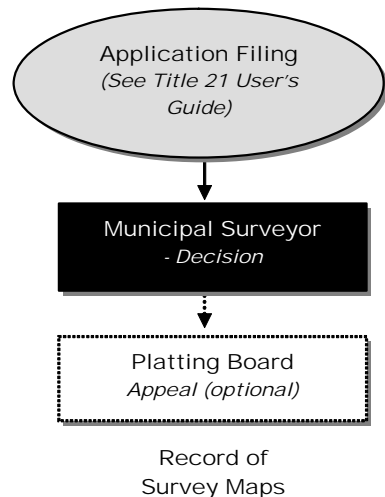 Application Filing
(See Title 21 User's
Guide)
Municipal Surveyor
- Decision
Platting Board
Appeal (optional)
Record of
Survey Maps